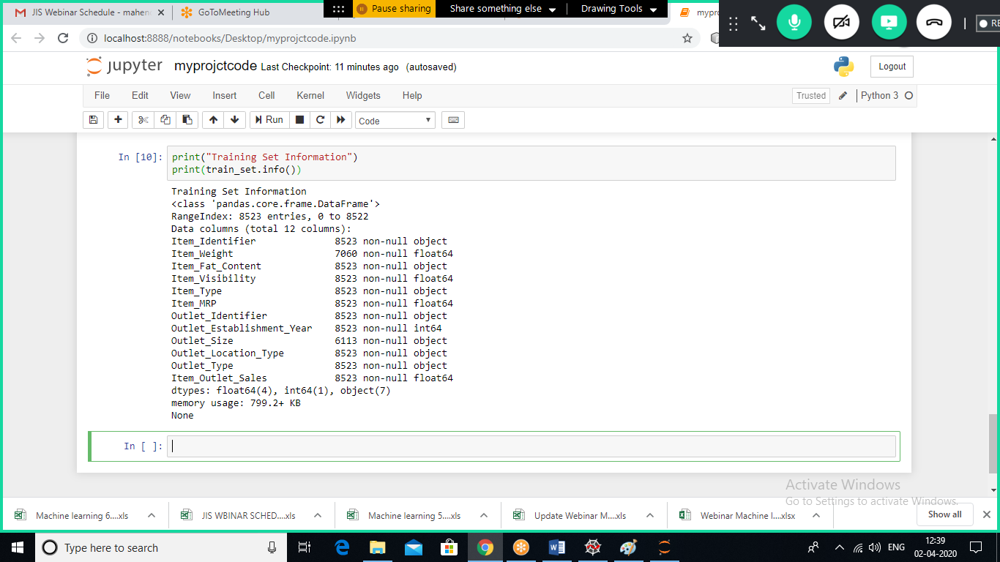 JIS Webinar Schedule - mahend
GoToMeeting Hub
Pause sharing
Share something else
Drawing Tools
myproj
RE
localhost:8888/notebooks/Desktop/myprojctcode.ipynb
jupyter myprojctcode Last Checkpoint: 11 minutes ago (autosaved)
Logout
File Edit View Insert Cell Kernel Widgets Help
Trusted
Python 3
Run
Code
In [10]: print("Training Set Information")
print(train_set.info())
Training Set Information
<class 'pandas.core.frame.DataFrame'>
RangeIndex: 8523 entries, 0 to 8522
Data columns (total 12 columns):
Item_Identifier 8523 non-null object
Item_Weight 7060 non-null float64
Item_Fat_Content 8523 non-null object
Item_Visibility 8523 non-null float64
Item_Type 8523 non-null object
Item_MRP 8523 non-null float64
Outlet_Identifier 8523 non-null object
Outlet_Establishment_Year 8523 non-null int64
Outlet_Size 6113 non-null object
Outlet_Location_Type 8523 non-null object
Outlet_Type 8523 non-null object
Item_Outlet_Sales 8523 non-null float64
dtypes: float64(4), int64(1), object(7)
memory usage: 799.2+ KB
None
In [ ]:
Activate Windows
Go to Settings to activate Windows.
Machine learning 6....xls
JIS WBINAR SCHED....xls
Machine learning 5....xls
Update Webinar M....xls
Webinar Machine l....xlsx
Show all
Type here to search
ENG
12:39
02-04-2020